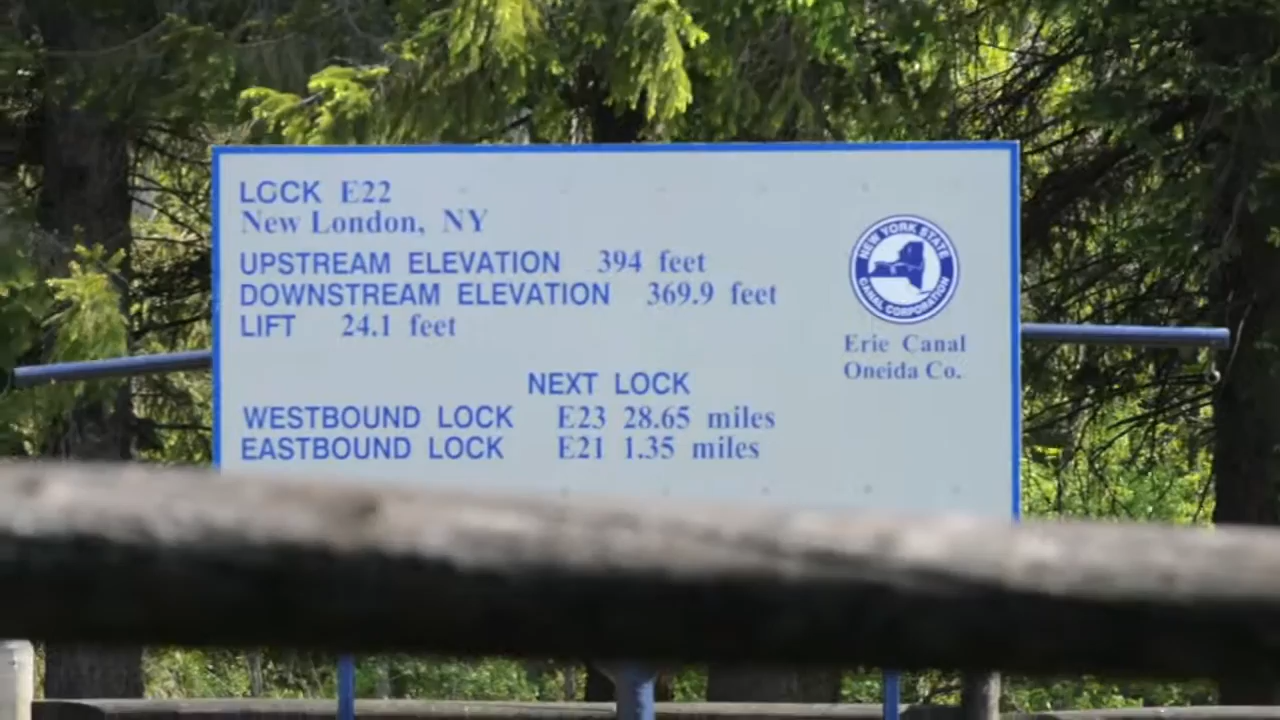 LOCK E22
New London, NY
UPSTREAM ELEVATION 394 feet
DOWNSTREAM ELEVATION 369.9 feet
LIFT 24.1 feet
NEW YORK STATE
CANAL CORPORATION
Erie Canal
Oneida Co.
NEXT LOCK
WESTBOUND LOCK E23 28.65 miles
EASTBOUND LOCK E21 1.35 miles